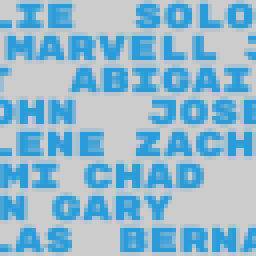 LIE SOLO
MARVELL J
T ABIGAI
OHN JOSE
LENE ZACH
MI CHAD
N GARY
LAS BERNA